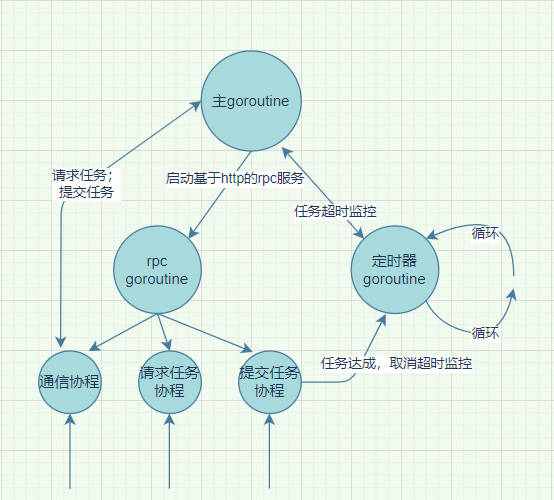 主goroutine
请求任务；
提交任务
启动基于http的rpc服务
任务超时监控
rpc
goroutine
定时器
goroutine
循环
循环
任务达成，取消超时监控
通信协程
请求任务
协程
提交任务
协程